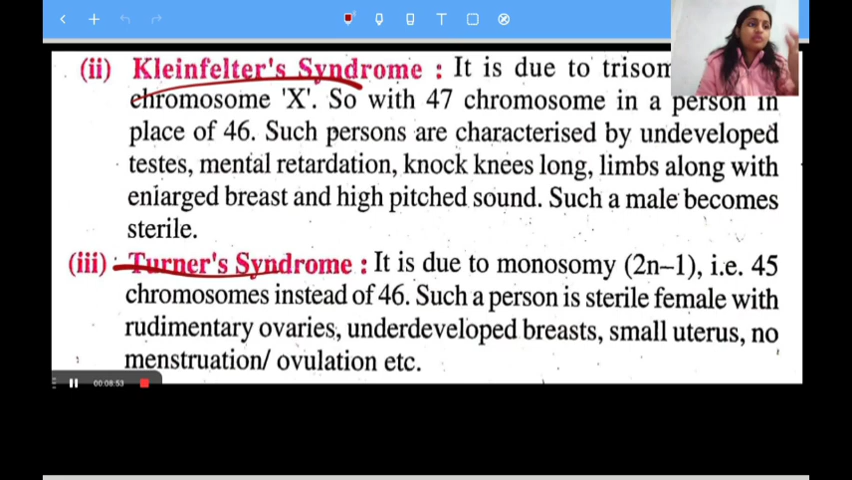 T
(ii) Kleinfelter's Syndrome : It is due to trisom
chromosome 'X'. So with 47 chromosome in a person in
place of 46. Such persons are characterised by undeveloped
testes, mental retardation, knock knees long, limbs along with
enlarged breast and high pitched sound. Such a male becomes
sterile.
(iii) Turner's Syndrome : It is due to monosomy (2n–1), i.e. 45
chromosomes instead of 46. Such a person is sterile female with
rudimentary ovaries, underdeveloped breasts, small uterus, no
menstruation/ ovulation etc.
00:08:53